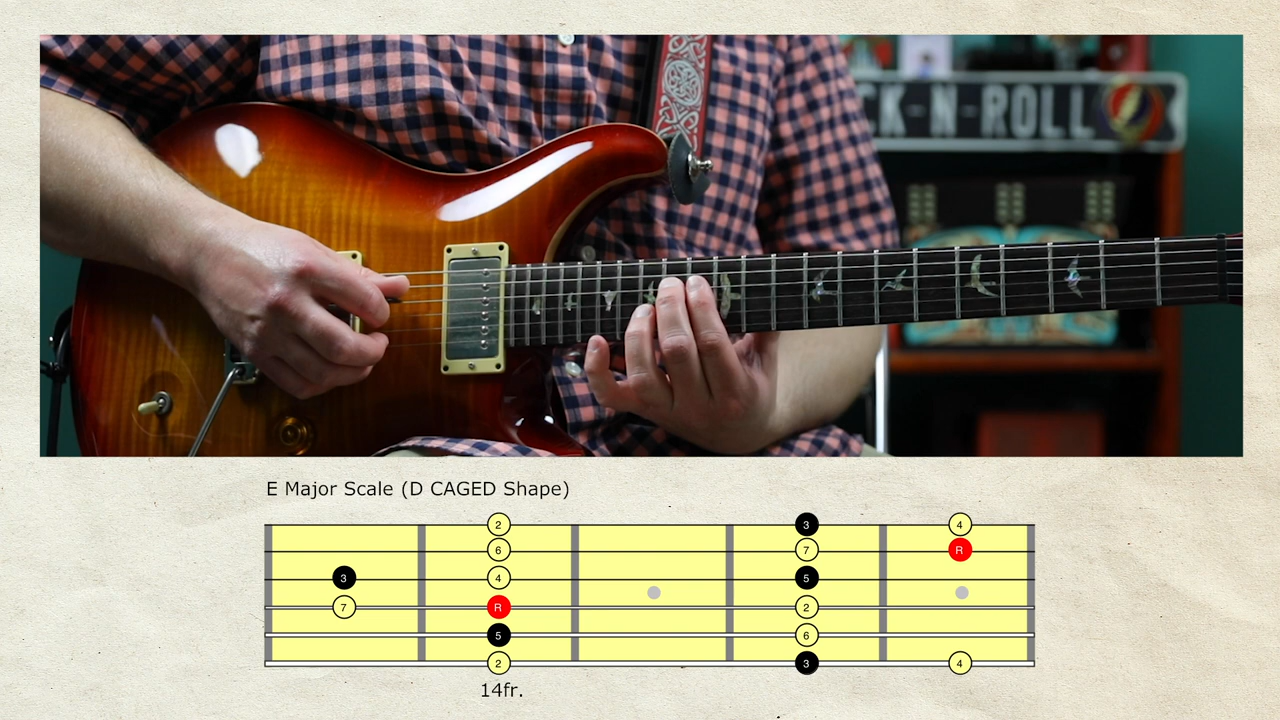 CK-N-ROLL
E Major Scale (D CAGED Shape)
2 3 4
6 7 R
3 4 5
7 R 2
5 6
2 3 4
14fr.